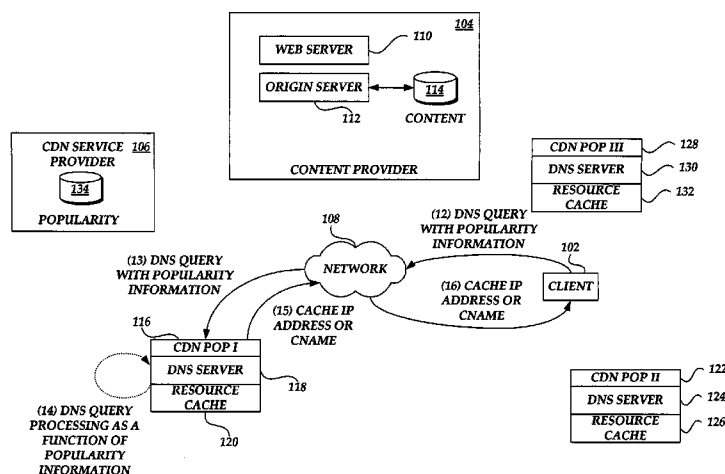 104
WEB SERVER
110
ORIGIN SERVER
114
112
CONTENT
CONTENT PROVIDER
CDN SERVICE
PROVIDER
106
134
POPULARITY
CDN POP III
128
DNS SERVER
130
RESOURCE
CACHE
132
(12) DNS QUERY
WITH POPULARITY
INFORMATION
108
NETWORK
102
CLIENT
(13) DNS QUERY
WITH POPULARITY
INFORMATION
(16) CACHE IP
ADDRESS OR
CNAME
(15) CACHE IP
ADDRESS OR
CNAME
116
CDN POP I
DNS SERVER
118
RESOURCE
CACHE
120
(14) DNS QUERY
PROCESSING AS A
FUNCTION OF
POPULARITY
INFORMATION
CDN POP II
122
DNS SERVER
124
RESOURCE
CACHE
126